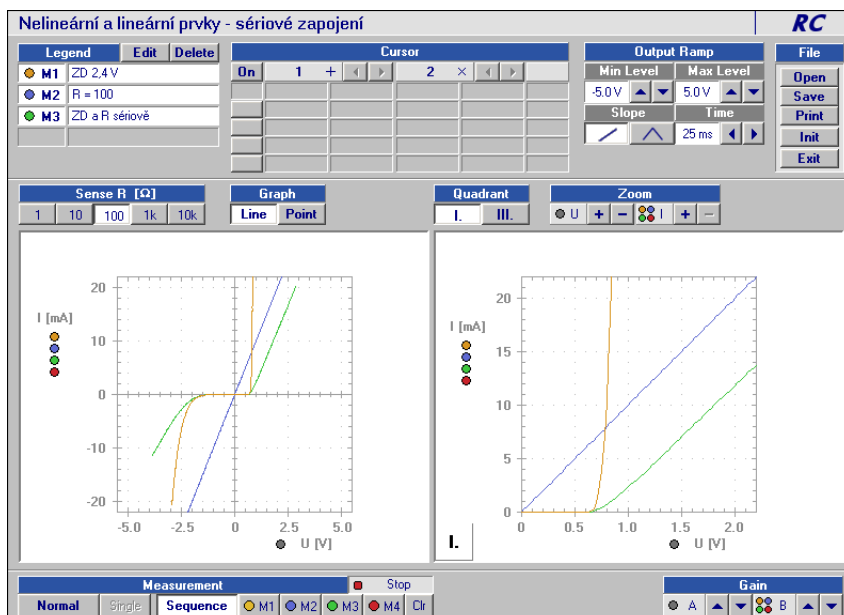 Nelineární a lineární prvky - sériové zapojení
RC
Legend Edit Delete
M1 ZD 2,4 V
M2 R = 100
M3 ZD a R sériově
Cursor
On 1 + 2 ×
Output Ramp
Min Level Max Level
-5.0 V 5.0 V
Slope Time
25 ms
File
Open
Save
Print
Init
Exit
Sense R [Ω]
1 10 100 1k 10k
Graph
Line Point
Quadrant
I. III.
Zoom
U + − I + −
I [mA]
20
10
0
-10
-20
-5.0 -2.5 0 2.5 5.0
U [V]
I [mA]
20
15
10
5
0
0 0.5 1.0 1.5 2.0
U [V]
I.
Measurement
Stop
Normal Single Sequence M1 M2 M3 M4 Clr
Gain
A B